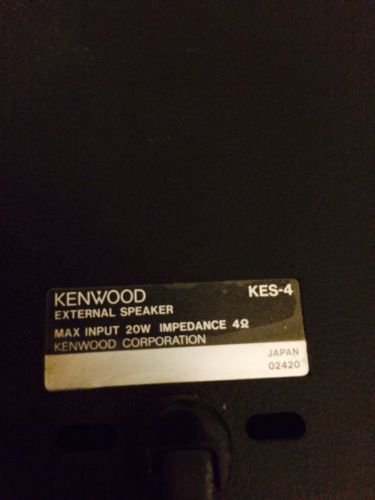 KENWOOD KES-4
EXTERNAL SPEAKER
MAX INPUT 20W IMPEDANCE 4Ω
KENWOOD CORPORATION
JAPAN
02420